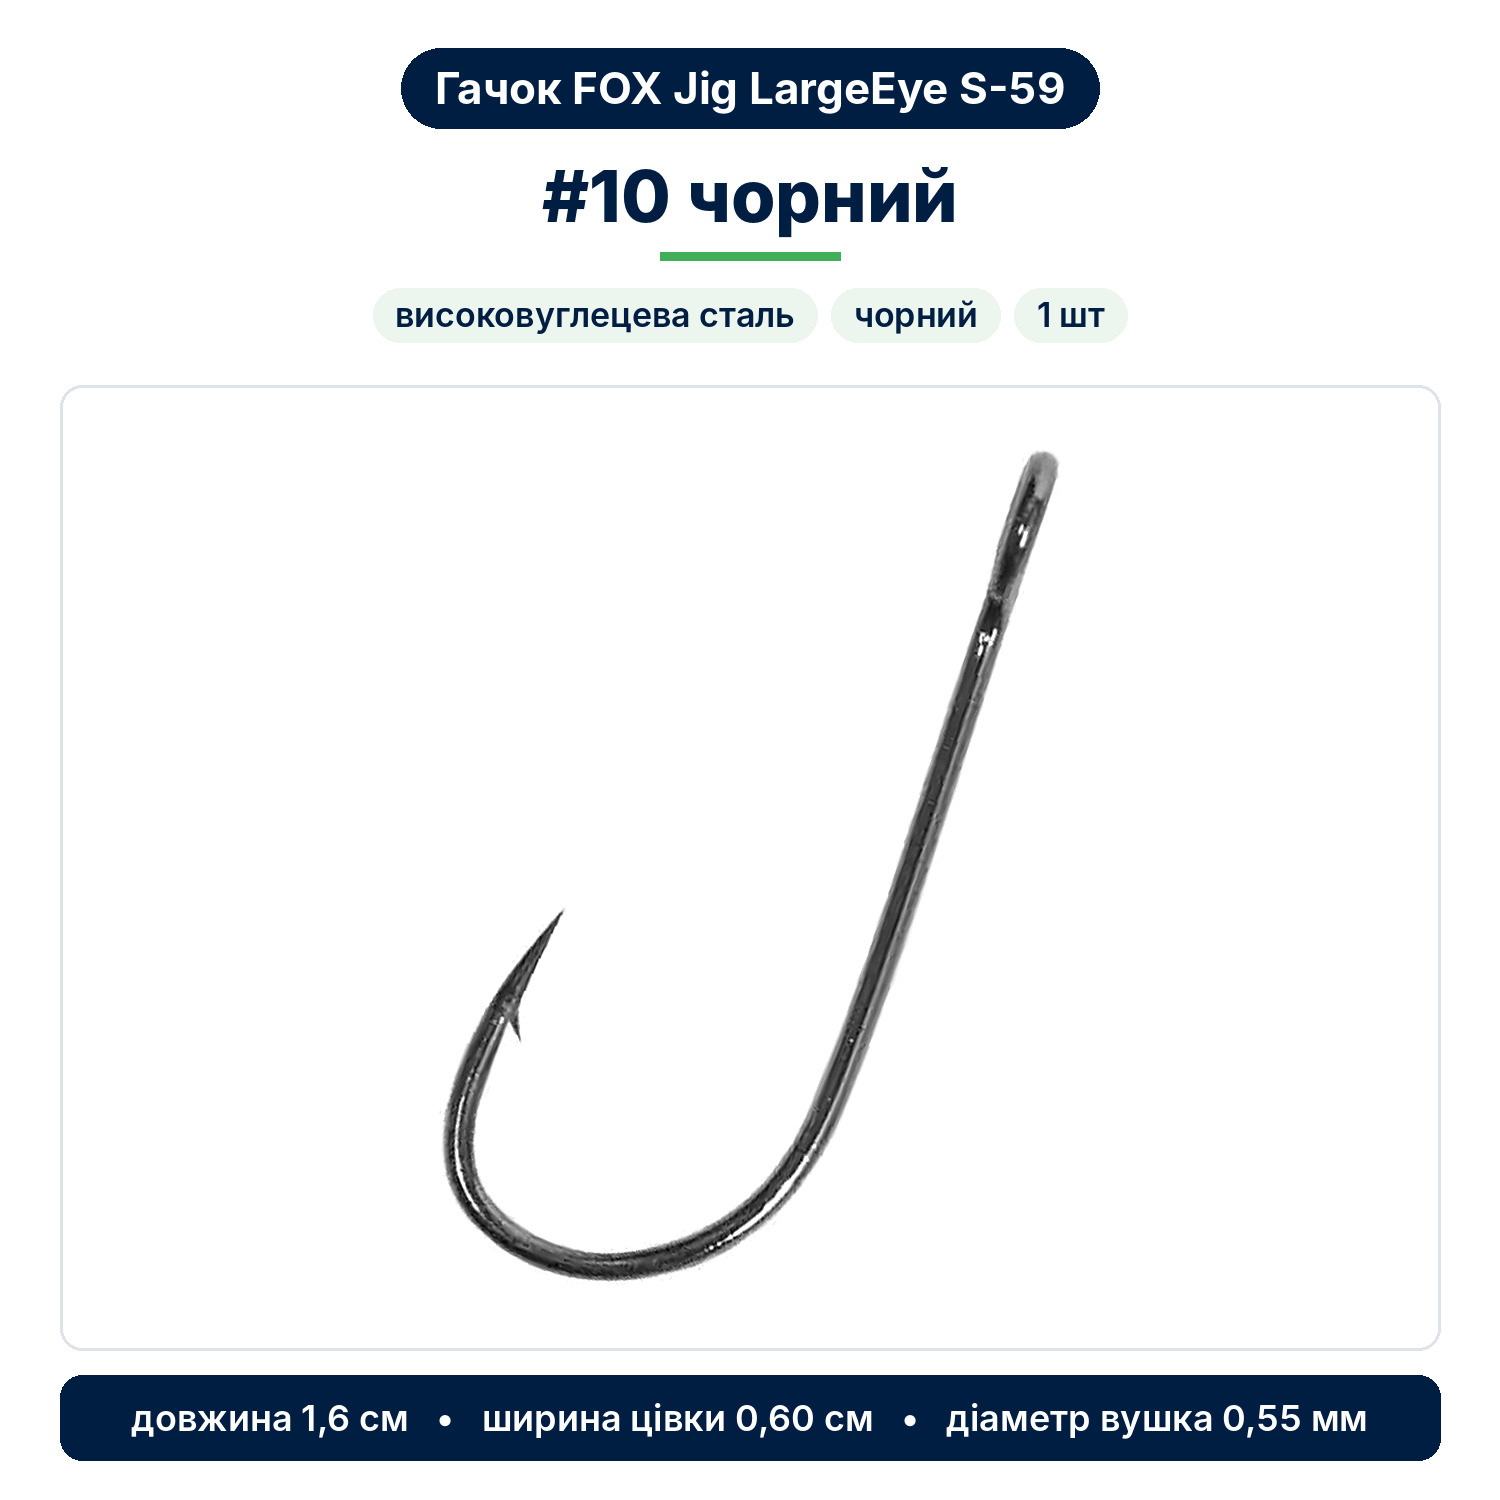 Гачок FOX Jig LargeEye S-59
#10 чорний
високовуглецева сталь чорний 1 шт
довжина 1,6 см • ширина цівки 0,60 см • діаметр вушка 0,55 мм